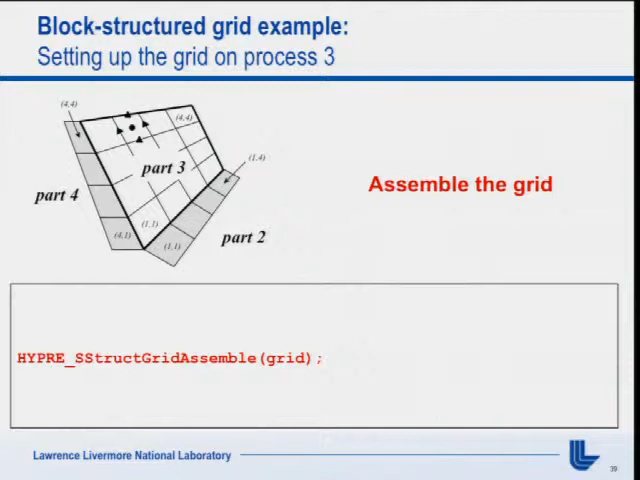 Block-structured grid example:
Setting up the grid on process 3
(4,4)
(4,4)
part 3
(1,4)
Assemble the grid
part 4
(1,1)
(4,1)
(1,1)
part 2
HYPRE_SStructGridAssemble(grid);
Lawrence Livermore National Laboratory
39